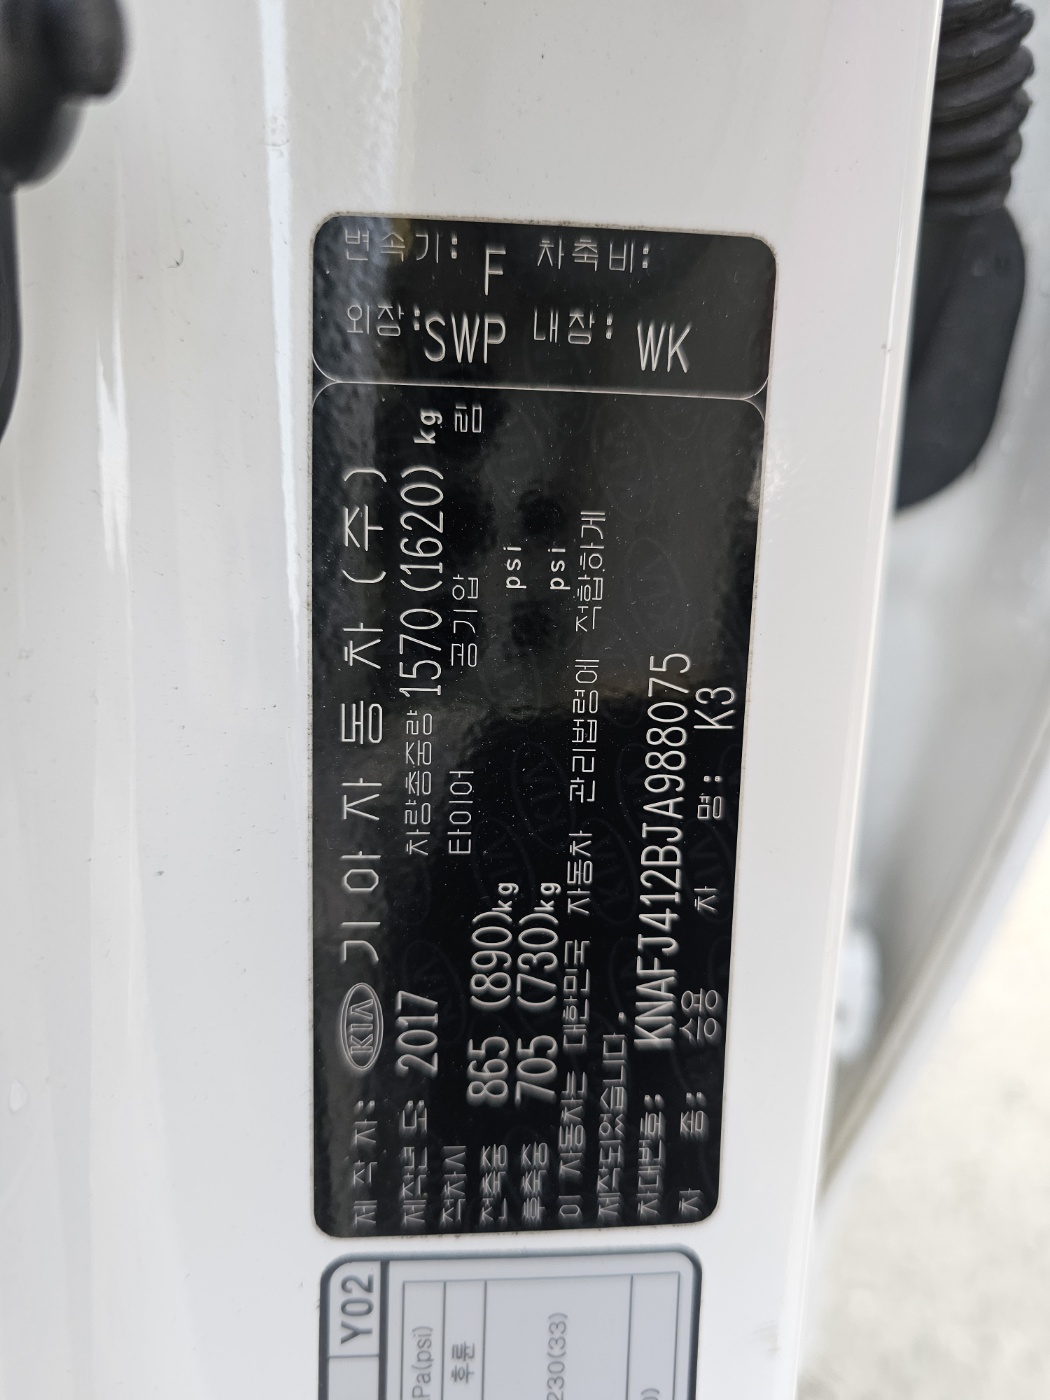 변속기: F 차축비:
외장: SWP 내장: WK
제 작 자: KIA 기아자동차(주)
제작년 도: 2017 차량총중량 1570(1620) kg
적차시 타이어 공기압 림
전축중 865 (890)kg psi
후축중 705 (730)kg psi
이 자동차는 대한민국 자동차 관리법령에 적합하게
제작되었습니다.
차대번호: KNAFJ412BJA988075
차 종: 승용 차 명: K3
Y02
Pa(psi)
후륜
230(33)